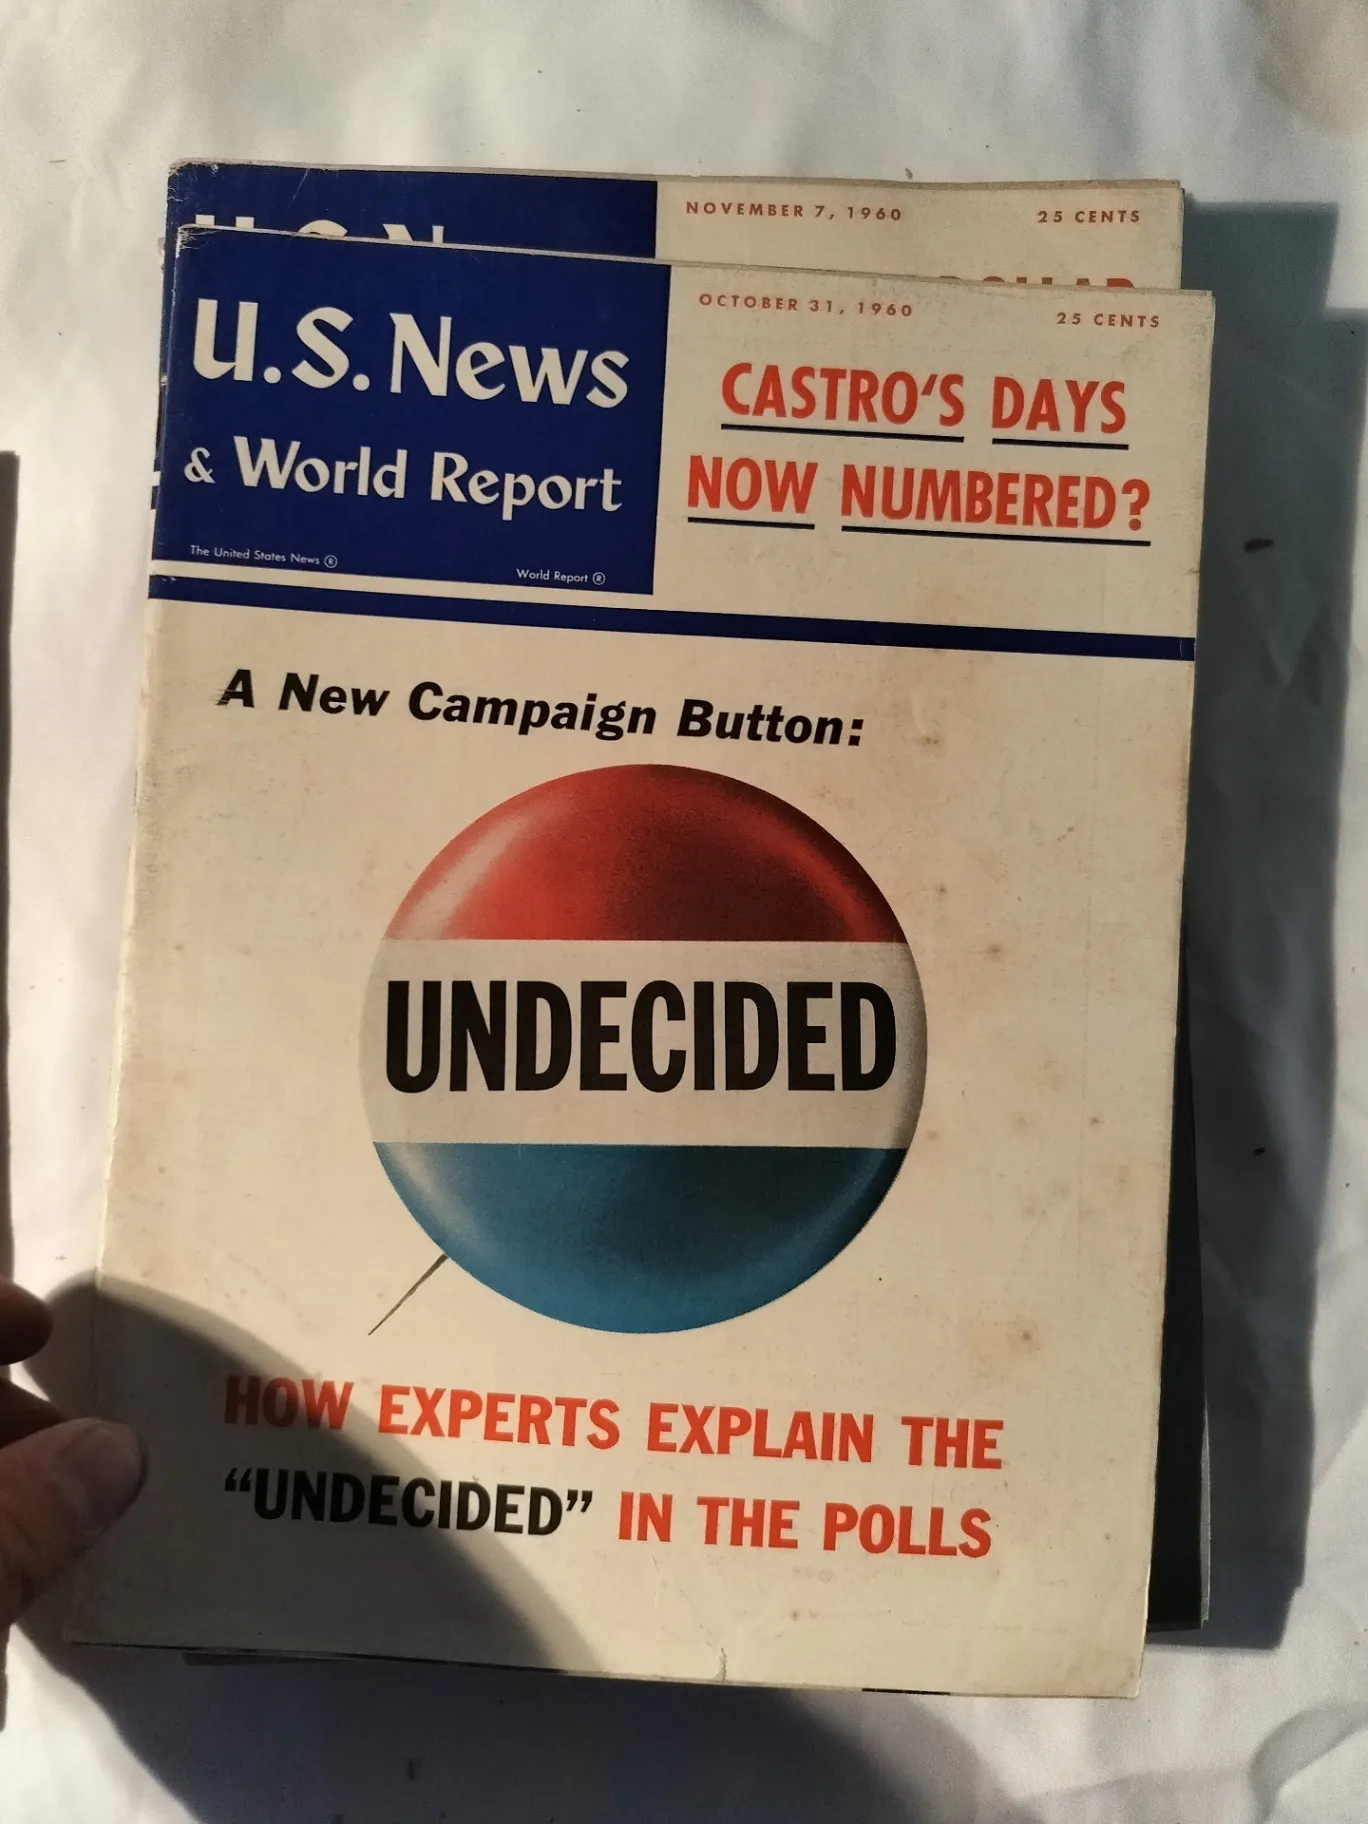 NOVEMBER 7, 1960 25 CENTS
U.S. News
& World Report
The United States News ®
World Report ®
OCTOBER 31, 1960
25 CENTS
CASTRO'S DAYS
NOW NUMBERED?
A New Campaign Button:
UNDECIDED
HOW EXPERTS EXPLAIN THE
“UNDECIDED” IN THE POLLS